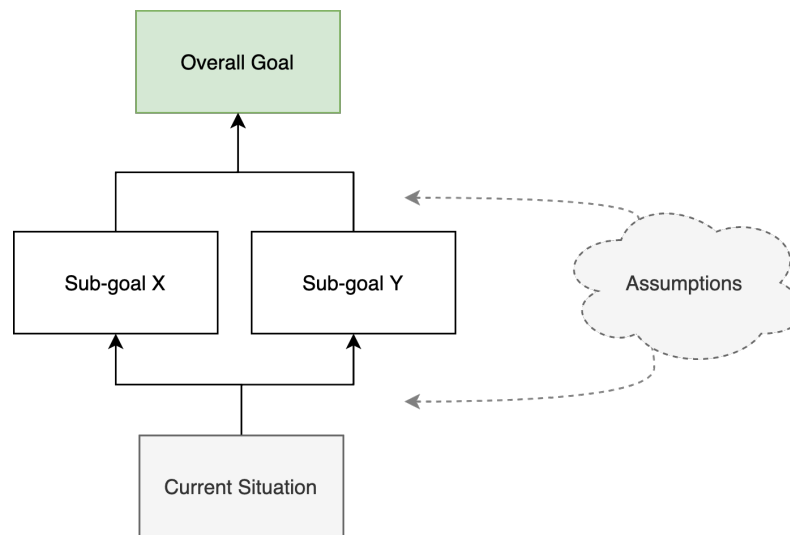 Overall Goal
Sub-goal X
Sub-goal Y
Assumptions
Current Situation